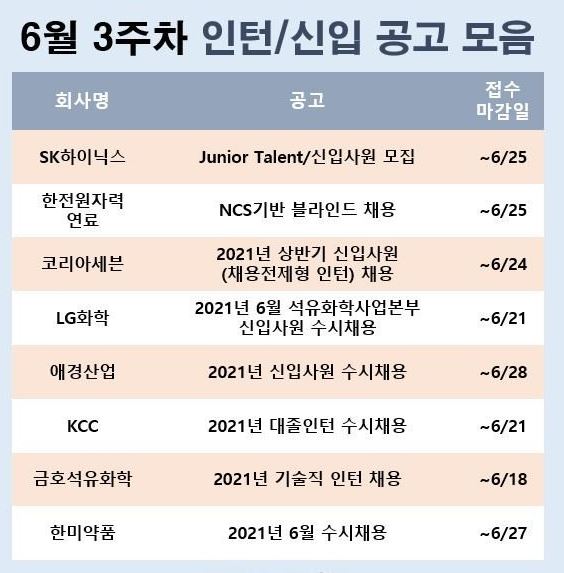 6월 3주차 인턴/신입 공고 모음
회사명 공고 접수
마감일
SK하이닉스 Junior Talent/신입사원 모집 ~6/25
한전원자력
연료 NCS기반 블라인드 채용 ~6/25
코리아세븐 2021년 상반기 신입사원
(채용전제형 인턴) 채용 ~6/24
LG화학 2021년 6월 석유화학사업본부
신입사원 수시채용 ~6/21
애경산업 2021년 신입사원 수시채용 ~6/28
KCC 2021년 대졸인턴 수시채용 ~6/21
금호석유화학 2021년 기술직 인턴 채용 ~6/18
한미약품 2021년 6월 수시채용 ~6/27